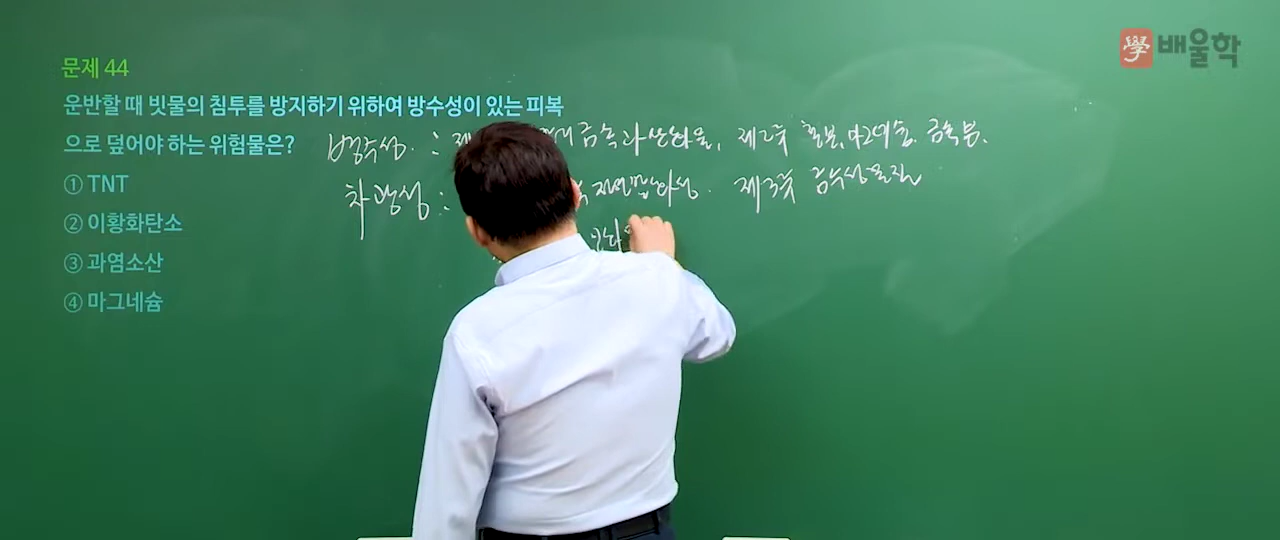 學 배울학
문제 44
운반할 때 빗물의 침투를 방지하기 위하여 방수성이 있는 피복
으로 덮어야 하는 위험물은?
① TNT
② 이황화탄소
③ 과염소산
④ 마그네슘
방수성 : 제 금속과산화물, 제2류 철분, 마그네슘, 금속분.
차광성 : 자연발화성. 제3류 금수성물질
인화